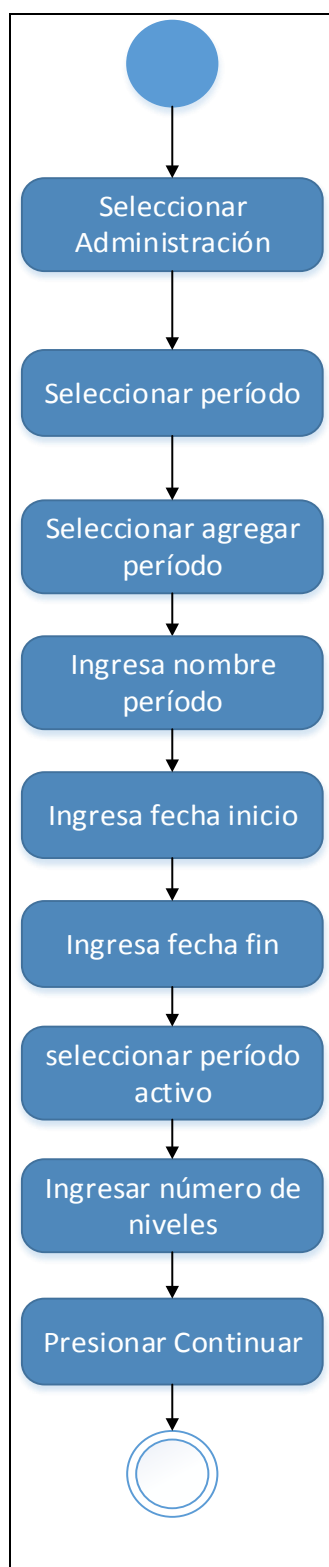 Seleccionar
Administración
Seleccionar período
Seleccionar agregar
período
Ingresa nombre
período
Ingresa fecha inicio
Ingresa fecha fin
seleccionar período
activo
Ingresar número de
niveles
Presionar Continuar